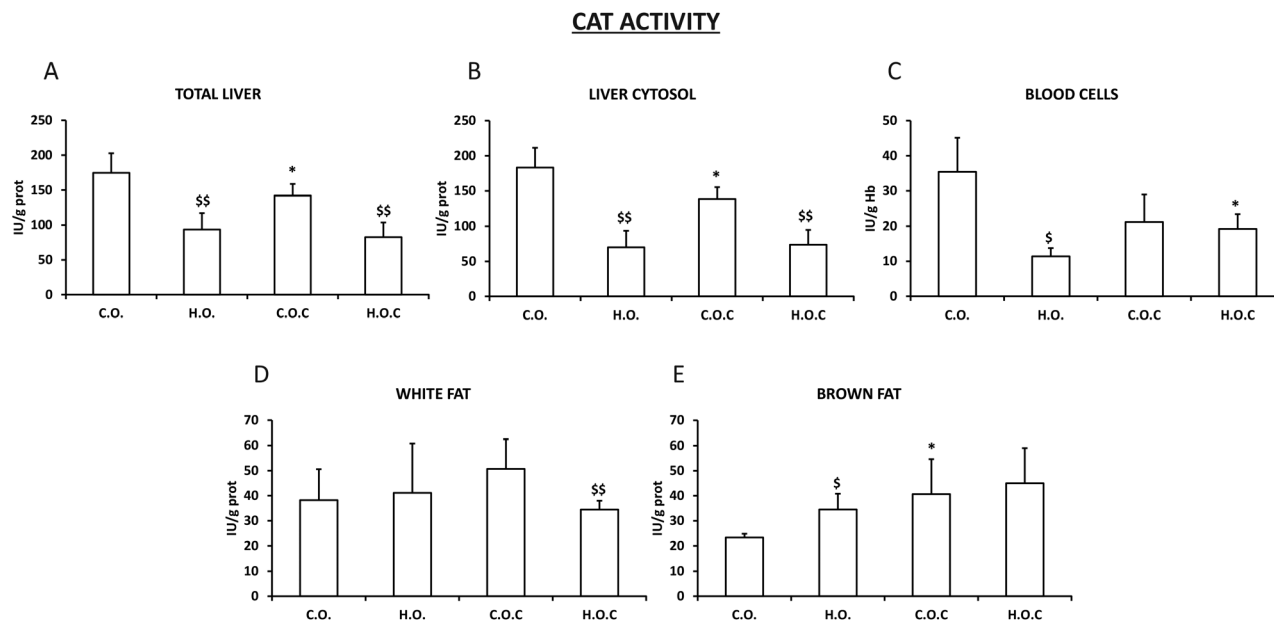 CAT ACTIVITY
A
TOTAL LIVER
IU/g prot
250
200
150
100
50
0
$$
*
$$
C.O.
H.O.
C.O.C
H.O.C
B
LIVER CYTOSOL
IU/g prot
250
200
150
100
50
0
$$
*
$$
C.O.
H.O.
C.O.C
H.O.C
C
BLOOD CELLS
IU/g Hb
50
40
30
20
10
0
$
*
C.O.
H.O.
C.O.C
H.O.C
D
WHITE FAT
IU/g prot
70
60
50
40
30
20
10
0
$$
C.O.
H.O.
C.O.C
H.O.C
E
BROWN FAT
IU/g prot
70
60
50
40
30
20
10
0
$
*
C.O.
H.O.
C.O.C
H.O.C